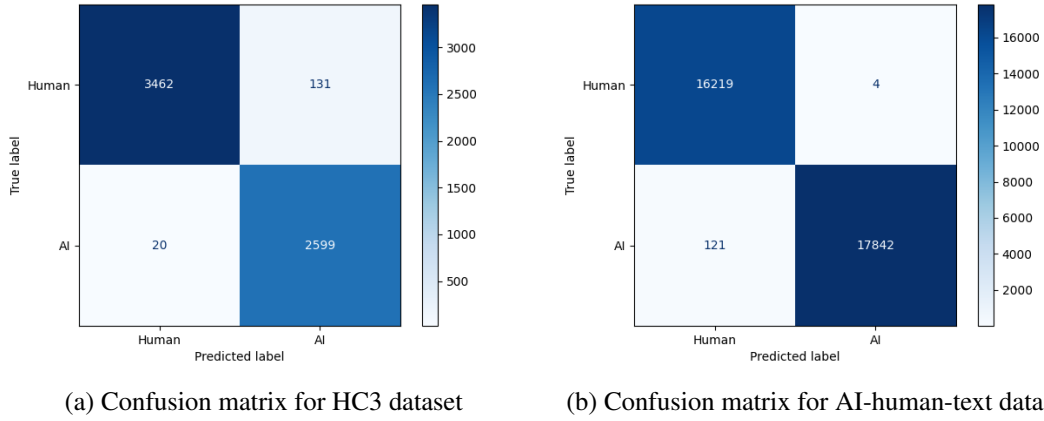 Human
3462
131
AI
20
2599
Human
AI
Predicted label
True label
3000
2500
2000
1500
1000
500
(a) Confusion matrix for HC3 dataset
Human
16219
4
AI
121
17842
Human
AI
Predicted label
True label
16000
14000
12000
10000
8000
6000
4000
2000
(b) Confusion matrix for AI-human-text data